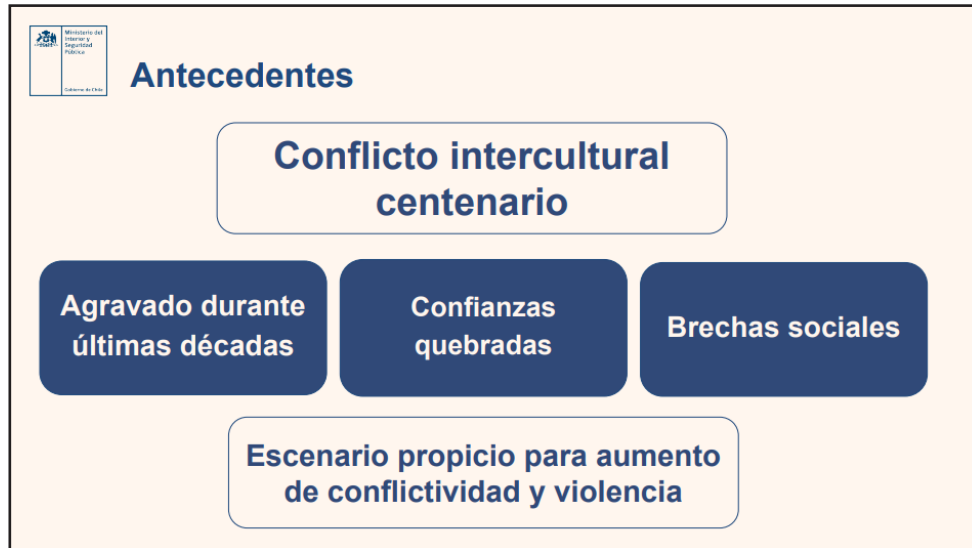 Ministerio del
Interior y
Seguridad
Pública
Gobierno de Chile
Antecedentes
Conflicto intercultural
centenario
Agravado durante
últimas décadas
Confianzas
quebradas
Brechas sociales
Escenario propicio para aumento
de conflictividad y violencia